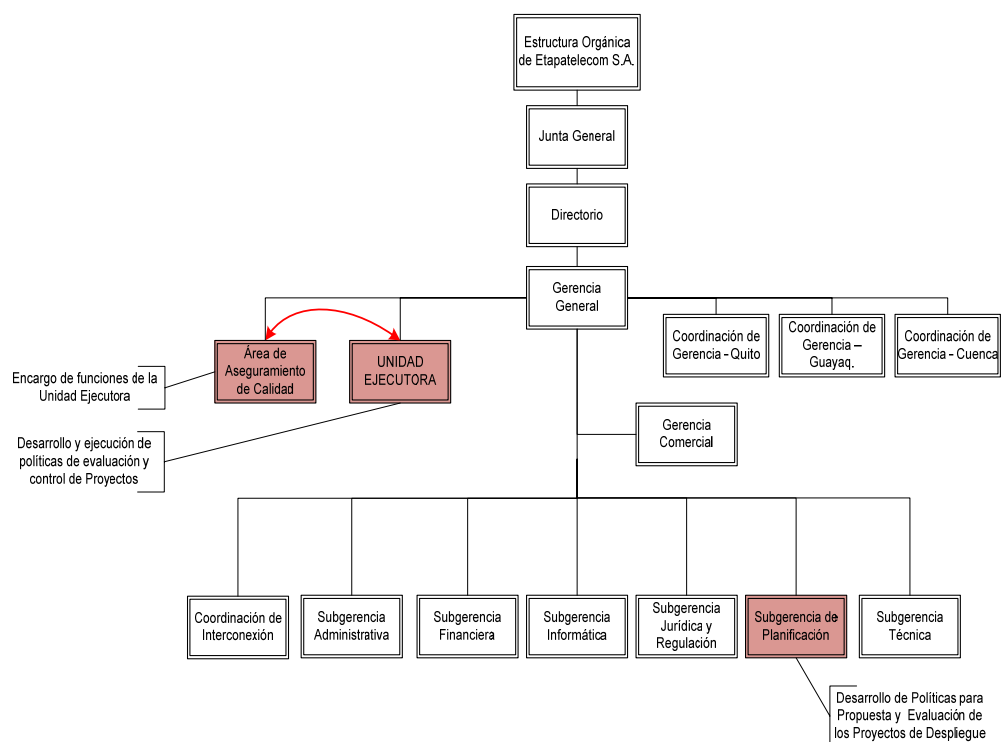 Estructura Orgánica
de Etapatelecom S.A.
Junta General
Directorio
Gerencia
General
Coordinación de
Gerencia - Quito
Coordinación de
Gerencia –
Guayaq.
Coordinación de
Gerencia - Cuenca
Área de
Aseguramiento
de Calidad
UNIDAD
EJECUTORA
Encargo de funciones de la
Unidad Ejecutora
Desarrollo y ejecución de
políticas de evaluación y
control de Proyectos
Gerencia
Comercial
Coordinación de
Interconexión
Subgerencia
Administrativa
Subgerencia
Financiera
Subgerencia
Informática
Subgerencia
Jurídica y
Regulación
Subgerencia de
Planificación
Subgerencia
Técnica
Desarrollo de Políticas para
Propuesta y Evaluación de
los Proyectos de Despliegue